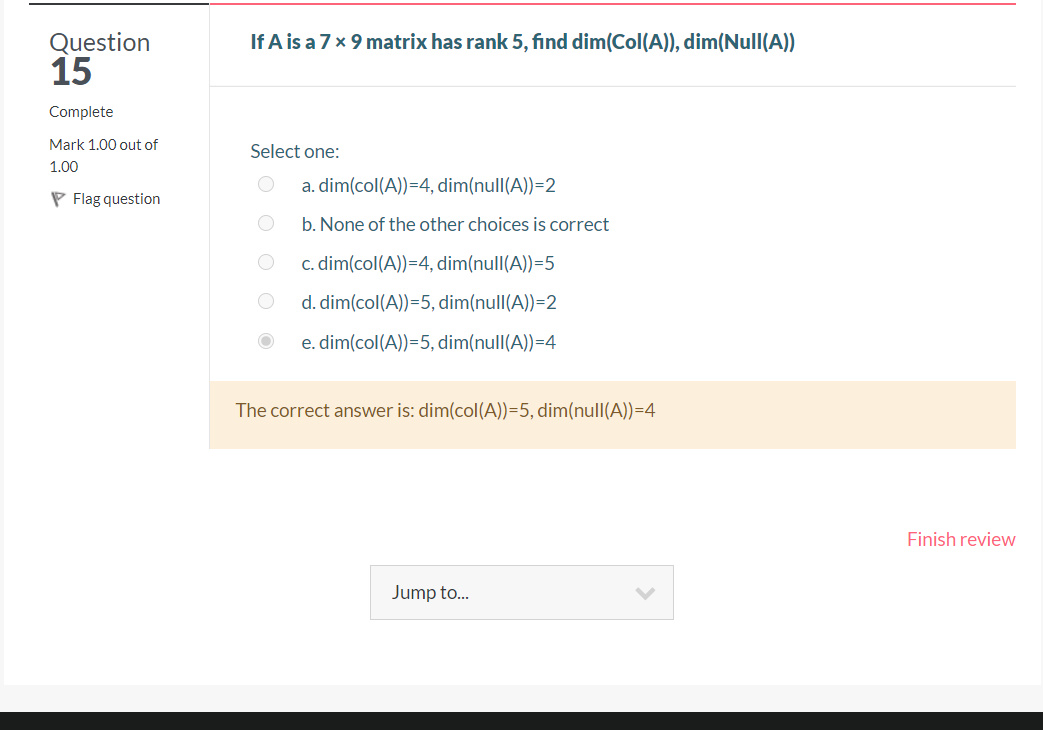 Question
15
Complete
Mark 1.00 out of
1.00
Flag question
If A is a 7 × 9 matrix has rank 5, find dim(Col(A)), dim(Null(A))
Select one:
a. dim(col(A))=4, dim(null(A))=2
b. None of the other choices is correct
c. dim(col(A))=4, dim(null(A))=5
d. dim(col(A))=5, dim(null(A))=2
e. dim(col(A))=5, dim(null(A))=4
The correct answer is: dim(col(A))=5, dim(null(A))=4
Finish review
Jump to...